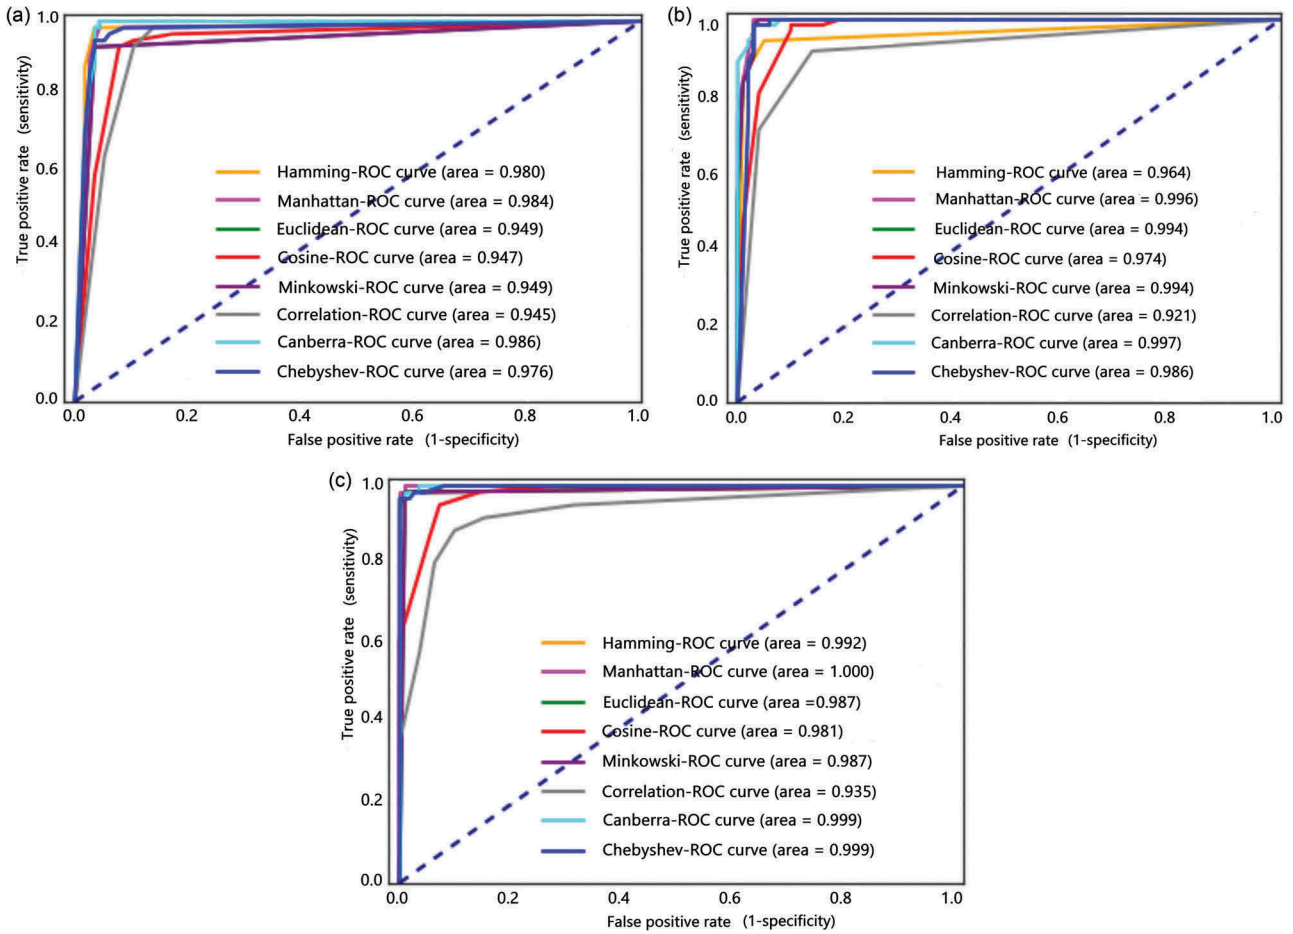 (a)
1.0
0.8
0.6
0.4
0.2
0.0
True positive rate (sensitivity)
Hamming-ROC curve (area = 0.980)
Manhattan-ROC curve (area = 0.984)
Euclidean-ROC curve (area = 0.949)
Cosine-ROC curve (area = 0.947)
Minkowski-ROC curve (area = 0.949)
Correlation-ROC curve (area = 0.945)
Canberra-ROC curve (area = 0.986)
Chebyshev-ROC curve (area = 0.976)
0.0 0.2 0.4 0.6 0.8 1.0
False positive rate (1-specificity)
(b)
1.0
0.8
0.6
0.4
0.2
0.0
True positive rate (sensitivity)
Hamming-ROC curve (area = 0.964)
Manhattan-ROC curve (area = 0.996)
Euclidean-ROC curve (area = 0.994)
Cosine-ROC curve (area = 0.974)
Minkowski-ROC curve (area = 0.994)
Correlation-ROC curve (area = 0.921)
Canberra-ROC curve (area = 0.997)
Chebyshev-ROC curve (area = 0.986)
0.0 0.2 0.4 0.6 0.8 1.0
False positive rate (1-specificity)
(c)
1.0
0.8
0.6
0.4
0.2
0.0
True positive rate (sensitivity)
Hamming-ROC curve (area = 0.992)
Manhattan-ROC curve (area = 1.000)
Euclidean-ROC curve (area =0.987)
Cosine-ROC curve (area = 0.981)
Minkowski-ROC curve (area = 0.987)
Correlation-ROC curve (area = 0.935)
Canberra-ROC curve (area = 0.999)
Chebyshev-ROC curve (area = 0.999)
0.0 0.2 0.4 0.6 0.8 1.0
False positive rate (1-specificity)